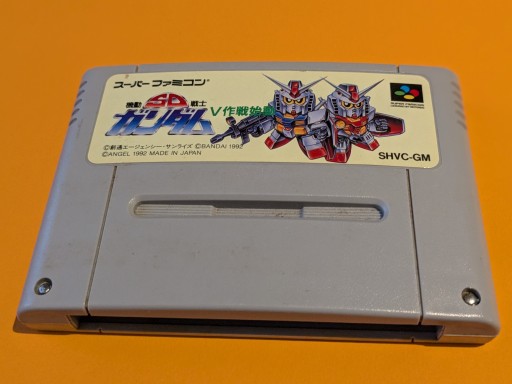 スーパーファミコン
機動 SD 戦士
ガンダム V作戦始動
©創通エージェンシー・サンライズ ©BANDAI 1992
©ANGEL 1992 MADE IN JAPAN
SHVC-GM